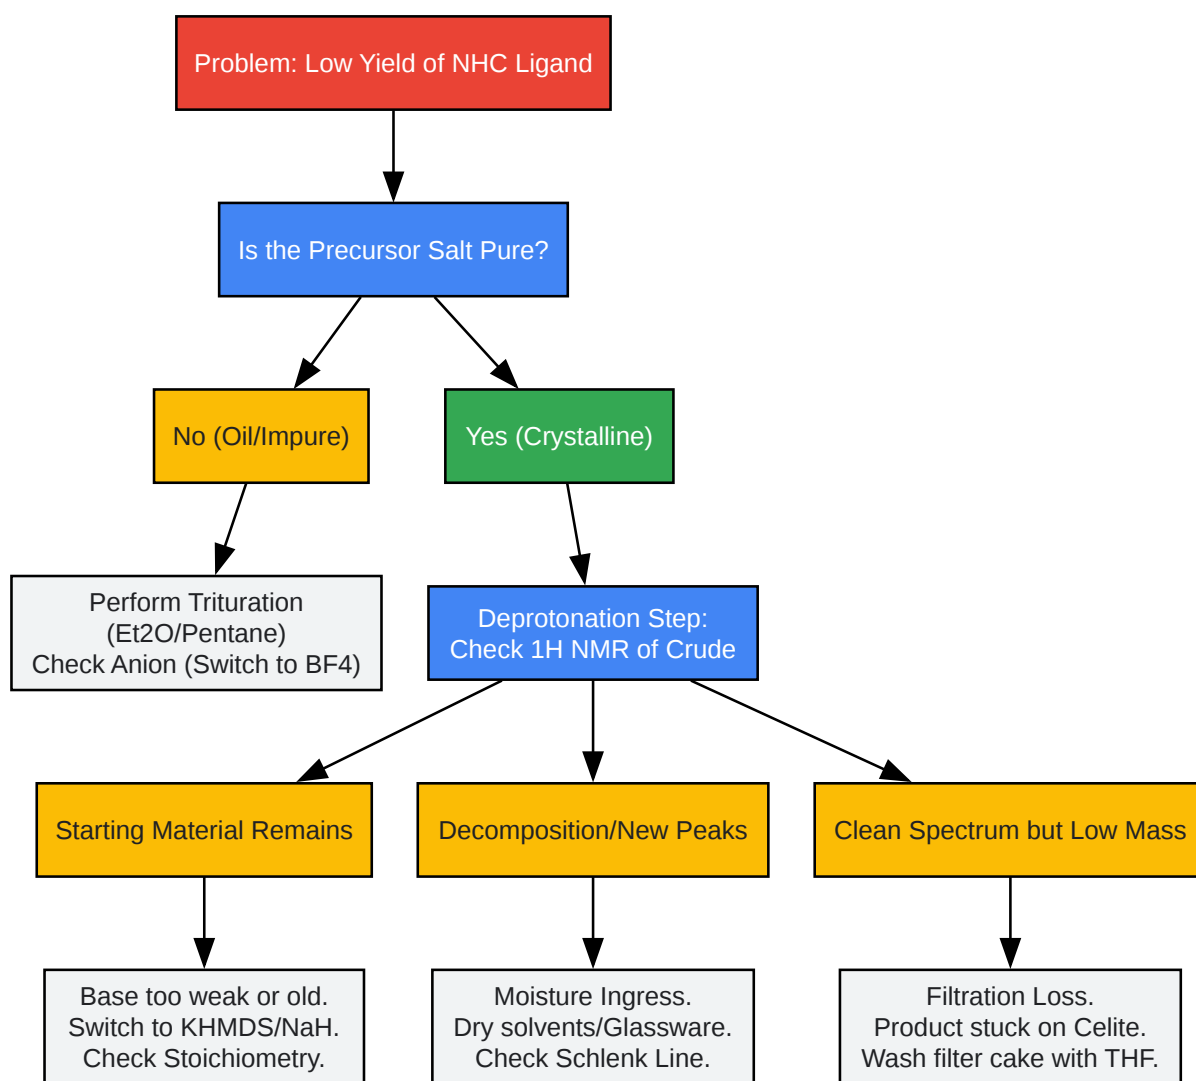 Problem: Low Yield of NHC Ligand
Is the Precursor Salt Pure?
No (Oil/Impure)
Yes (Crystalline)
Perform Trituration
(Et2O/Pentane)
Check Anion (Switch to BF4)
Deprotonation Step:
Check 1H NMR of Crude
Starting Material Remains
Decomposition/New Peaks
Clean Spectrum but Low Mass
Base too weak or old.
Switch to KHMDS/NaH.
Check Stoichiometry.
Moisture Ingress.
Dry solvents/Glassware.
Check Schlenk Line.
Filtration Loss.
Product stuck on Celite.
Wash filter cake with THF.